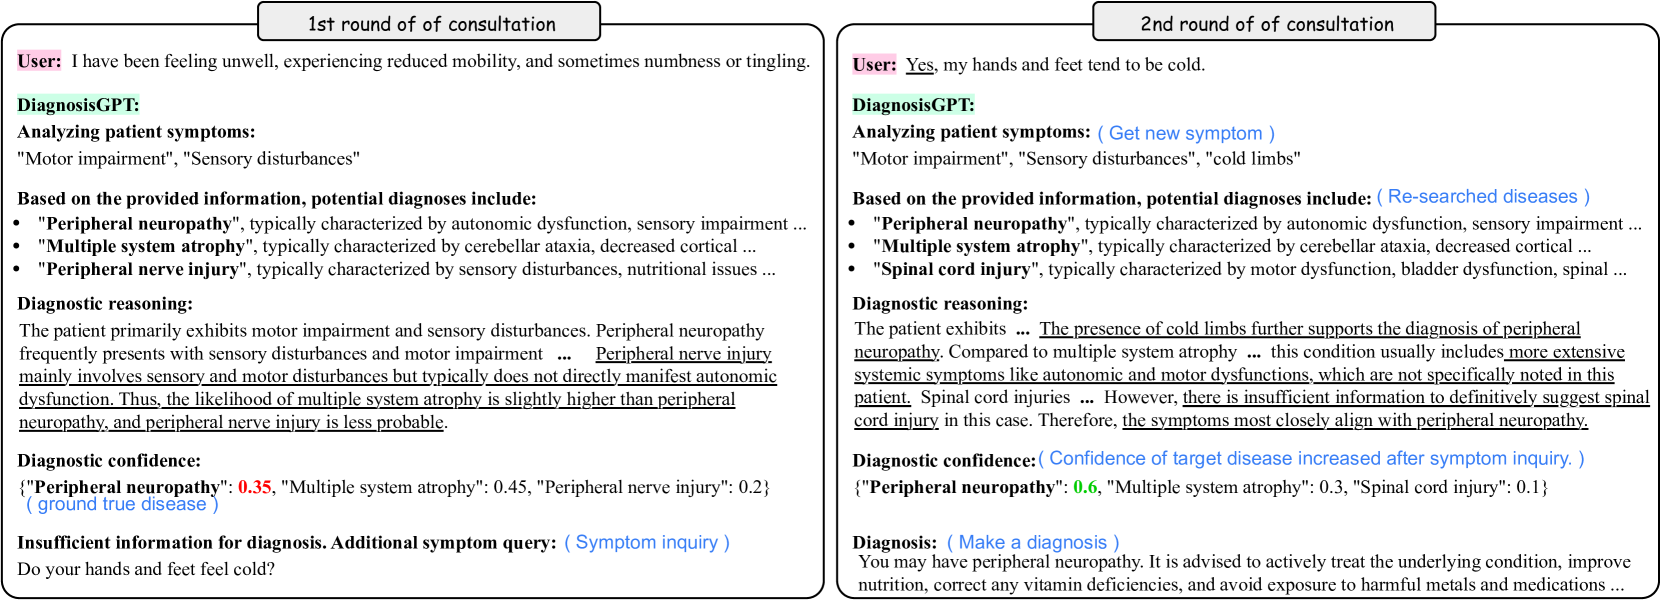 1st round of of consultation
User: I have been feeling unwell, experiencing reduced mobility, and sometimes numbness or tingling.
DiagnosisGPT:
Analyzing patient symptoms:
"Motor impairment", "Sensory disturbances"
Based on the provided information, potential diagnoses include:
• "Peripheral neuropathy", typically characterized by autonomic dysfunction, sensory impairment ...
• "Multiple system atrophy", typically characterized by cerebellar ataxia, decreased cortical ...
• "Peripheral nerve injury", typically characterized by sensory disturbances, nutritional issues ...
Diagnostic reasoning:
The patient primarily exhibits motor impairment and sensory disturbances. Peripheral neuropathy
frequently presents with sensory disturbances and motor impairment ... Peripheral nerve injury
mainly involves sensory and motor disturbances but typically does not directly manifest autonomic
dysfunction. Thus, the likelihood of multiple system atrophy is slightly higher than peripheral
neuropathy, and peripheral nerve injury is less probable.
Diagnostic confidence:
{"Peripheral neuropathy": 0.35, "Multiple system atrophy": 0.45, "Peripheral nerve injury": 0.2}
( ground true disease )
Insufficient information for diagnosis. Additional symptom query: ( Symptom inquiry )
Do your hands and feet feel cold?
2nd round of of consultation
User: Yes, my hands and feet tend to be cold.
DiagnosisGPT:
Analyzing patient symptoms: ( Get new symptom )
"Motor impairment", "Sensory disturbances", "cold limbs"
Based on the provided information, potential diagnoses include: ( Re-searched diseases )
• "Peripheral neuropathy", typically characterized by autonomic dysfunction, sensory impairment ...
• "Multiple system atrophy", typically characterized by cerebellar ataxia, decreased cortical ...
• "Spinal cord injury", typically characterized by motor dysfunction, bladder dysfunction, spinal ...
Diagnostic reasoning:
The patient exhibits ... The presence of cold limbs further supports the diagnosis of peripheral
neuropathy. Compared to multiple system atrophy ... this condition usually includes more extensive
systemic symptoms like autonomic and motor dysfunctions, which are not specifically noted in this
patient. Spinal cord injuries ... However, there is insufficient information to definitively suggest spinal
cord injury in this case. Therefore, the symptoms most closely align with peripheral neuropathy.
Diagnostic confidence: ( Confidence of target disease increased after symptom inquiry. )
{"Peripheral neuropathy": 0.6, "Multiple system atrophy": 0.3, "Spinal cord injury": 0.1}
Diagnosis: ( Make a diagnosis )
You may have peripheral neuropathy. It is advised to actively treat the underlying condition, improve
nutrition, correct any vitamin deficiencies, and avoid exposure to harmful metals and medications ...